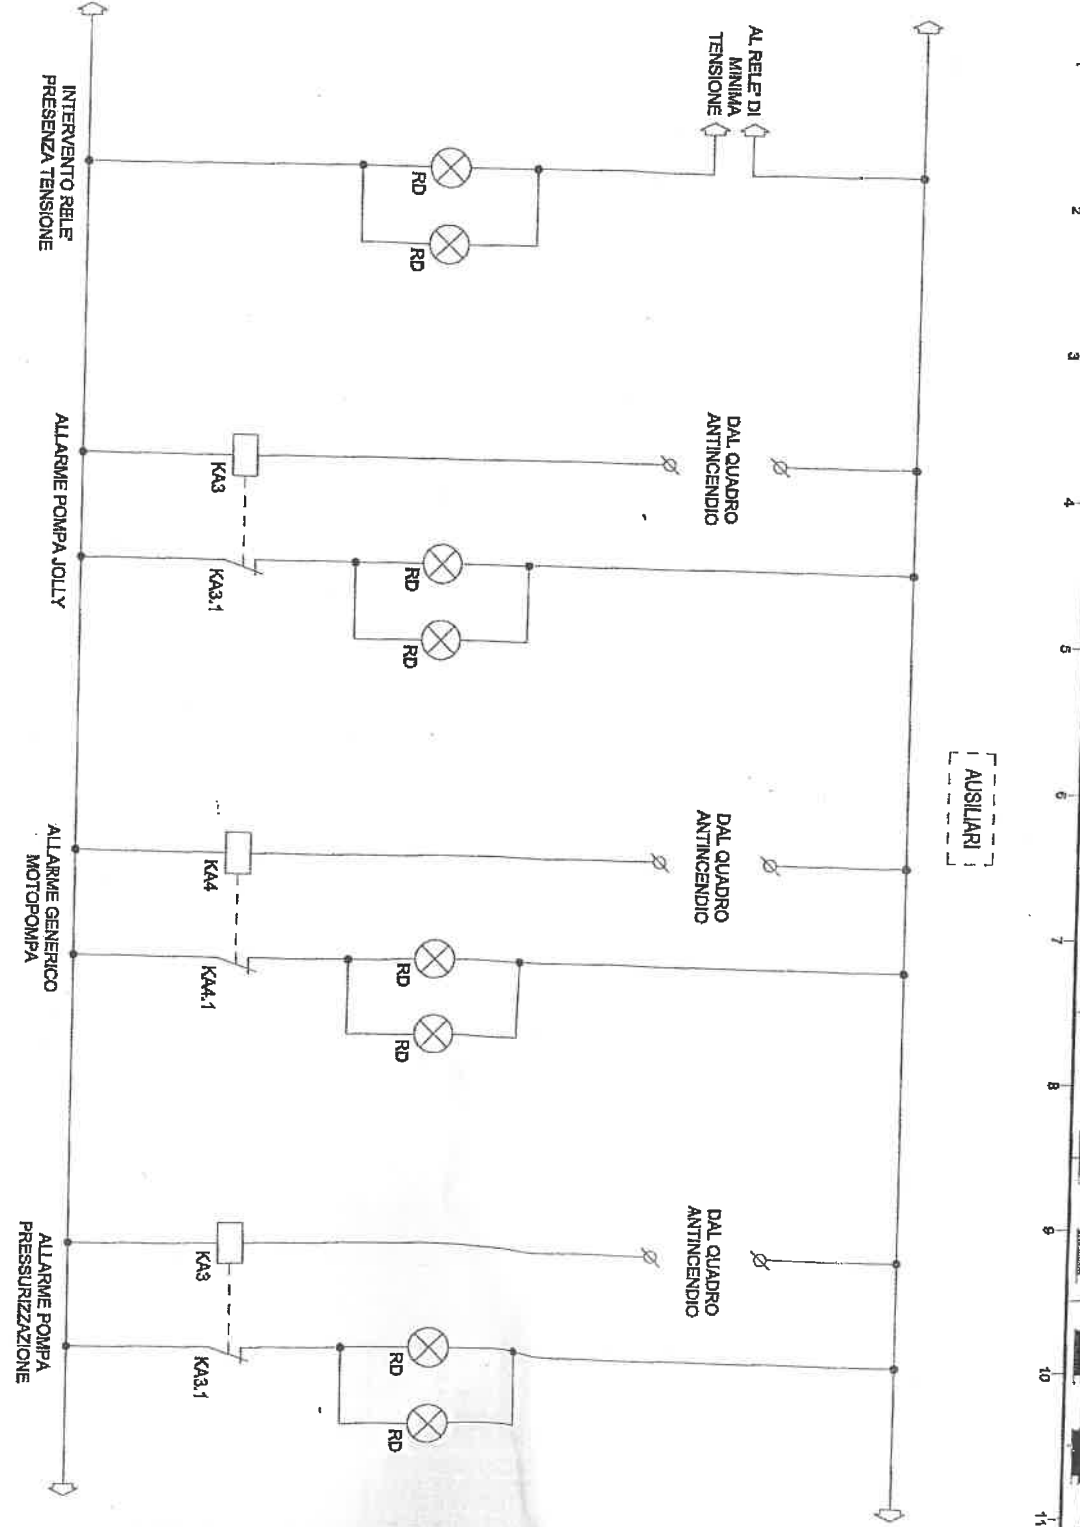 1
2
3
4
5
6
7
8
9
10
11
AUSILIARI
AL RELE' DI
MINIMA
TENSIONE
DAL QUADRO
ANTINCENDIO
DAL QUADRO
ANTINCENDIO
DAL QUADRO
ANTINCENDIO
RD
RD
RD
RD
RD
RD
RD
RD
KA3
KA3.1
KA4
KA4.1
KA3
KA3.1
INTERVENTO RELE'
PRESENZA TENSIONE
ALLARME POMPA JOLLY
ALLARME GENERICO
MOTOPOMPA
ALLARME POMPA
PRESSURIZZAZIONE